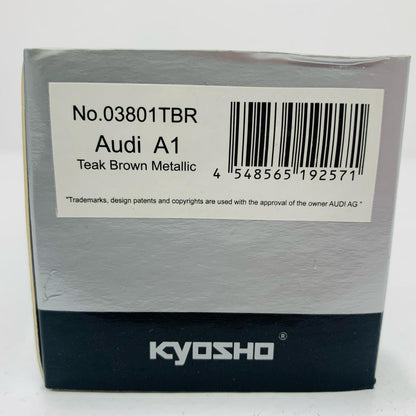 No.03801TBR
Audi A1
Teak Brown Metallic
4 548565 192571
"Trademarks, design patents and copyrights are used with the approval of the owner AUDI AG "
KYOSHO®